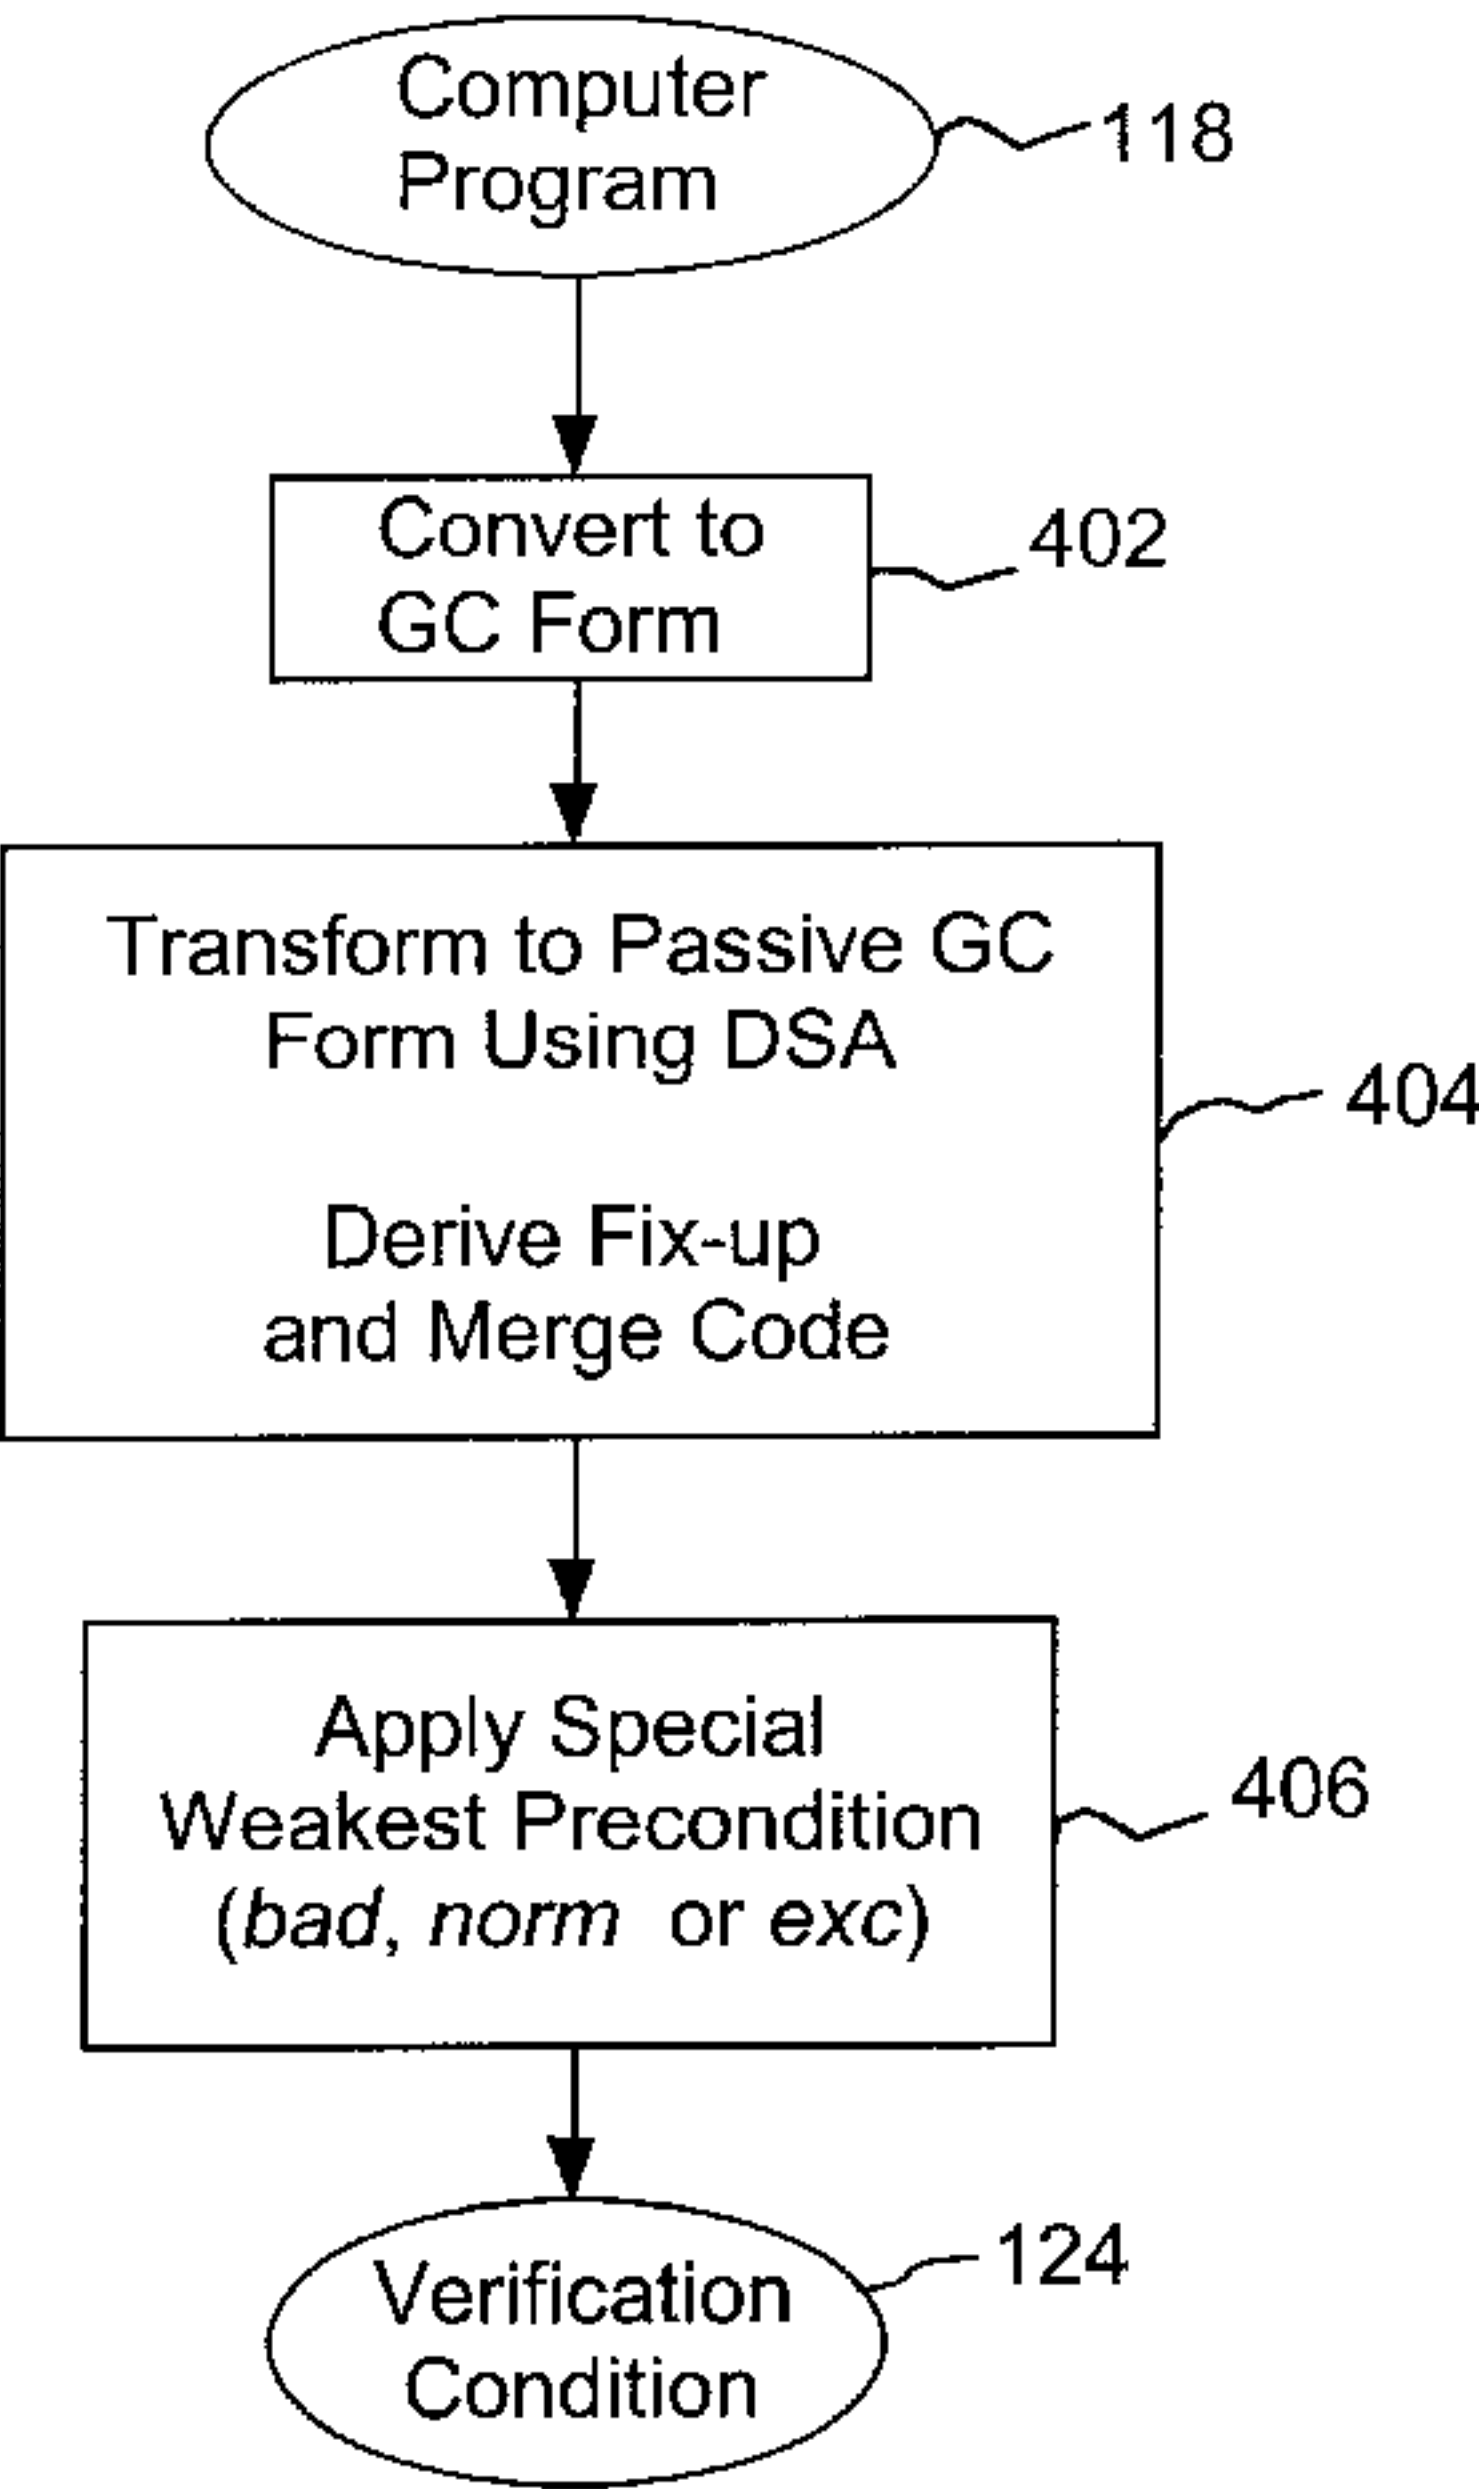 Computer
Program
118
Convert to
GC Form
402
Transform to Passive GC
Form Using DSA
404
Derive Fix-up
and Merge Code
Apply Special
Weakest Precondition
(bad, norm or exc)
406
Verification
Condition
124